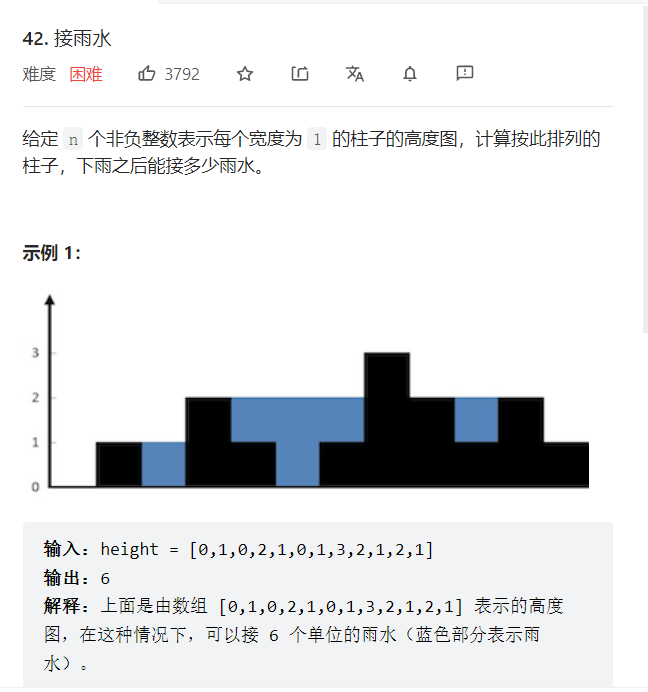 42. 接雨水
难度 困难 3792
给定 n 个非负整数表示每个宽度为 1 的柱子的高度图，计算按此排列的
柱子，下雨之后能接多少雨水。
示例 1：
3
2
1
0
输入：height = [0,1,0,2,1,0,1,3,2,1,2,1]
输出：6
解释：上面是由数组 [0,1,0,2,1,0,1,3,2,1,2,1] 表示的高度
图，在这种情况下，可以接 6 个单位的雨水（蓝色部分表示雨
水）。